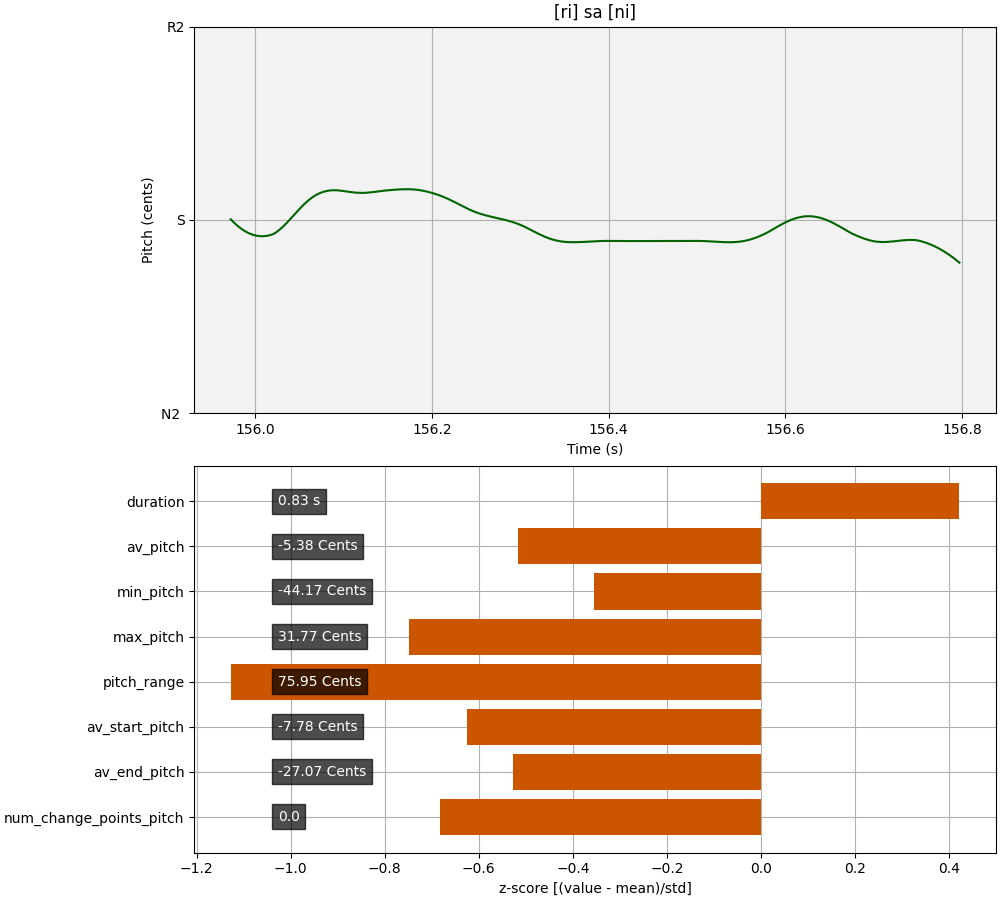 [ri] sa [ni]
R2
S
N2
Pitch (cents)
156.0 156.2 156.4 156.6 156.8
Time (s)
duration 0.83 s
av_pitch -5.38 Cents
min_pitch -44.17 Cents
max_pitch 31.77 Cents
pitch_range 75.95 Cents
av_start_pitch -7.78 Cents
av_end_pitch -27.07 Cents
num_change_points_pitch 0.0
−1.2 −1.0 −0.8 −0.6 −0.4 −0.2 0.0 0.2 0.4
z-score [(value - mean)/std]